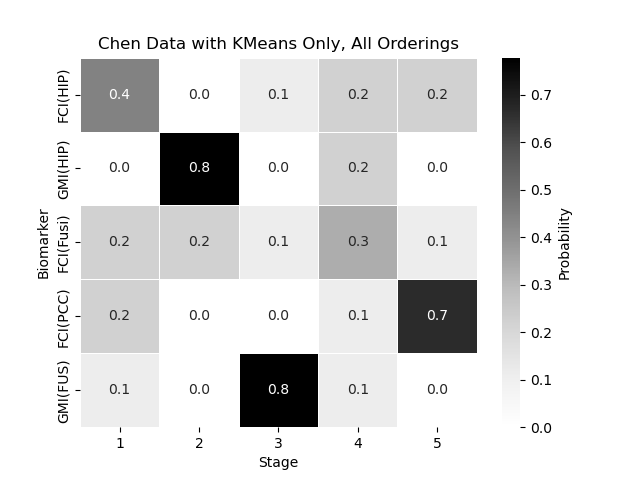 Chen Data with KMeans Only, All Orderings
Biomarker
FCI(HIP) 0.4 0.0 0.1 0.2 0.2
GMI(HIP) 0.0 0.8 0.0 0.2 0.0
FCI(Fusi) 0.2 0.2 0.1 0.3 0.1
FCI(PCC) 0.2 0.0 0.0 0.1 0.7
GMI(FUS) 0.1 0.0 0.8 0.1 0.0
1 2 3 4 5
Stage
0.7
0.6
0.5
0.4
0.3
0.2
0.1
0.0
Probability